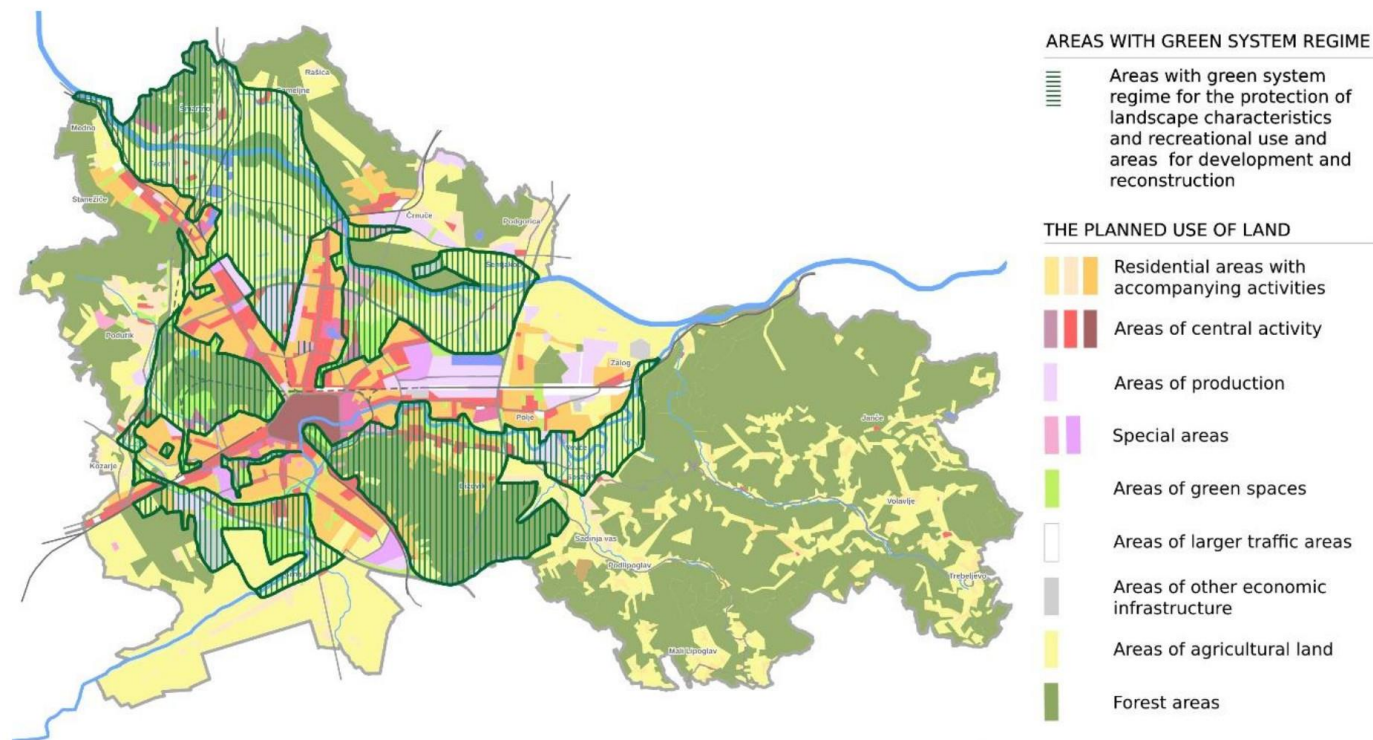 AREAS WITH GREEN SYSTEM REGIME
Areas with green system
regime for the protection of
landscape characteristics
and recreational use and
areas for development and
reconstruction
THE PLANNED USE OF LAND
Residential areas with
accompanying activities
Areas of central activity
Areas of production
Special areas
Areas of green spaces
Areas of larger traffic areas
Areas of other economic
infrastructure
Areas of agricultural land
Forest areas
Rašica
Medno
Stanežice
Črnuče
Podgorica
Podutik
Zalog
Polje
Janče
Kozarje
Bizovik
Volavlje
Sadinja vas
Podlipoglav
Trebeljevo
Mali Lipoglav